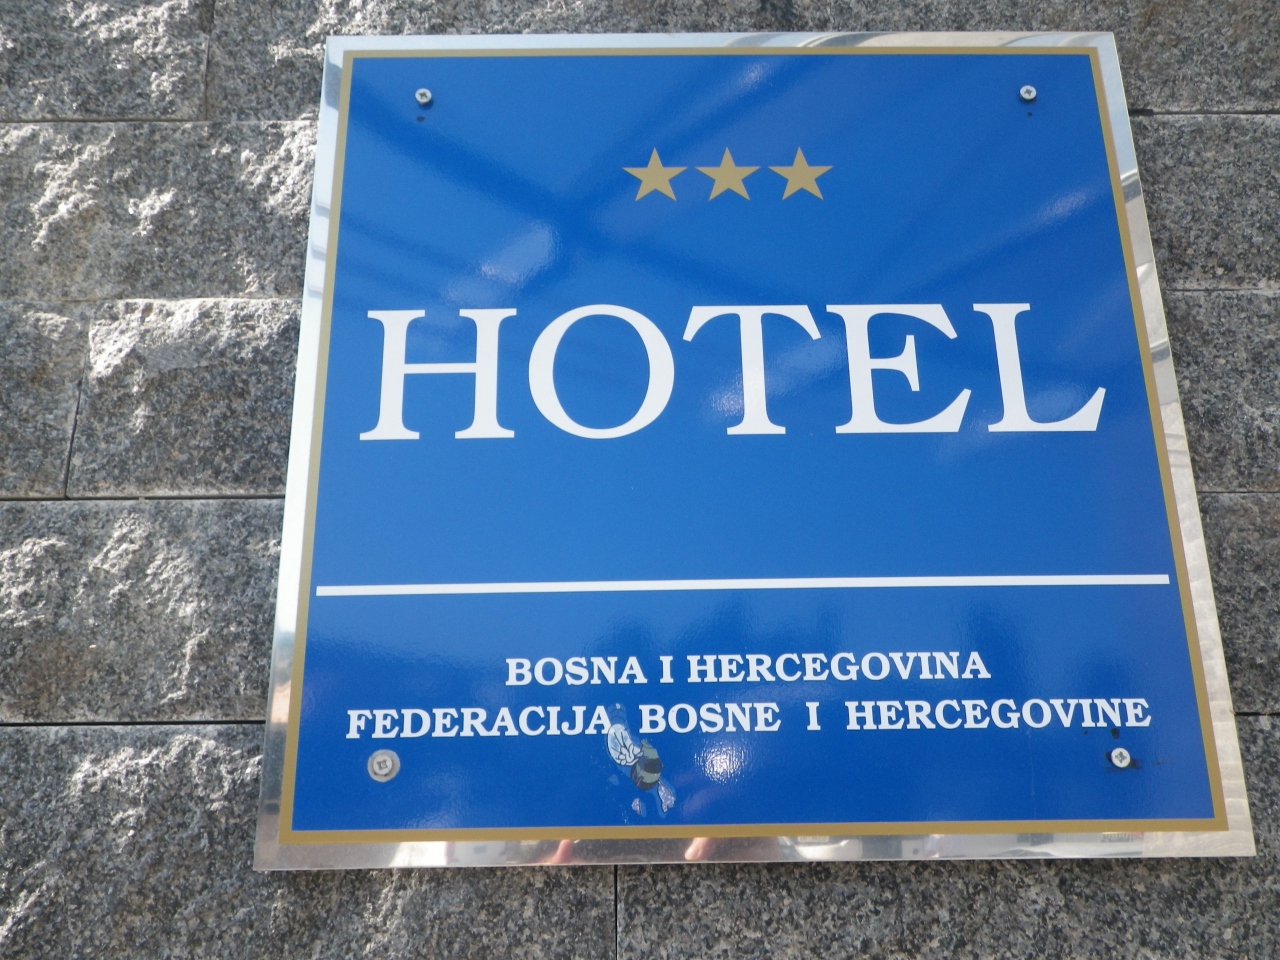 HOTEL
BOSNA I HERCEGOVINA
FEDERACIJA BOSNE I HERCEGOVINE